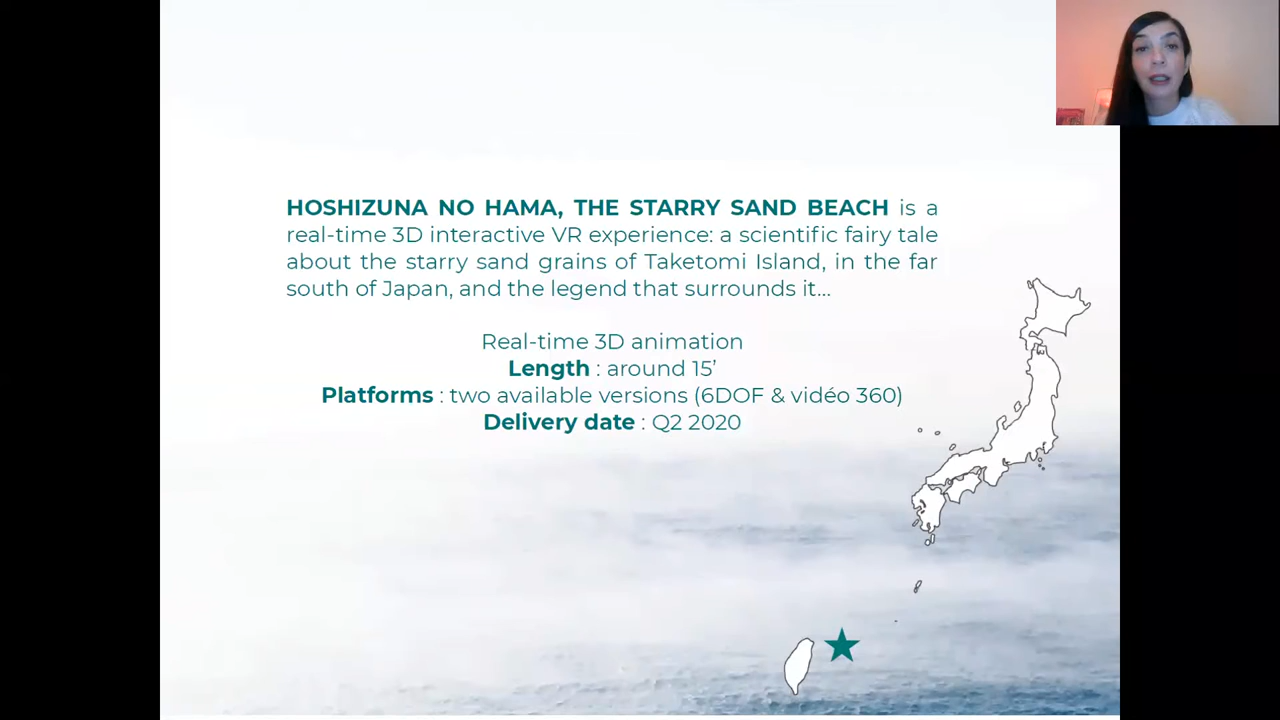 HOSHIZUNA NO HAMA, THE STARRY SAND BEACH is a
real-time 3D interactive VR experience: a scientific fairy tale
about the starry sand grains of Taketomi Island, in the far
south of Japan, and the legend that surrounds it...
Real-time 3D animation
Length : around 15’
Platforms : two available versions (6DOF & vidéo 360)
Delivery date : Q2 2020